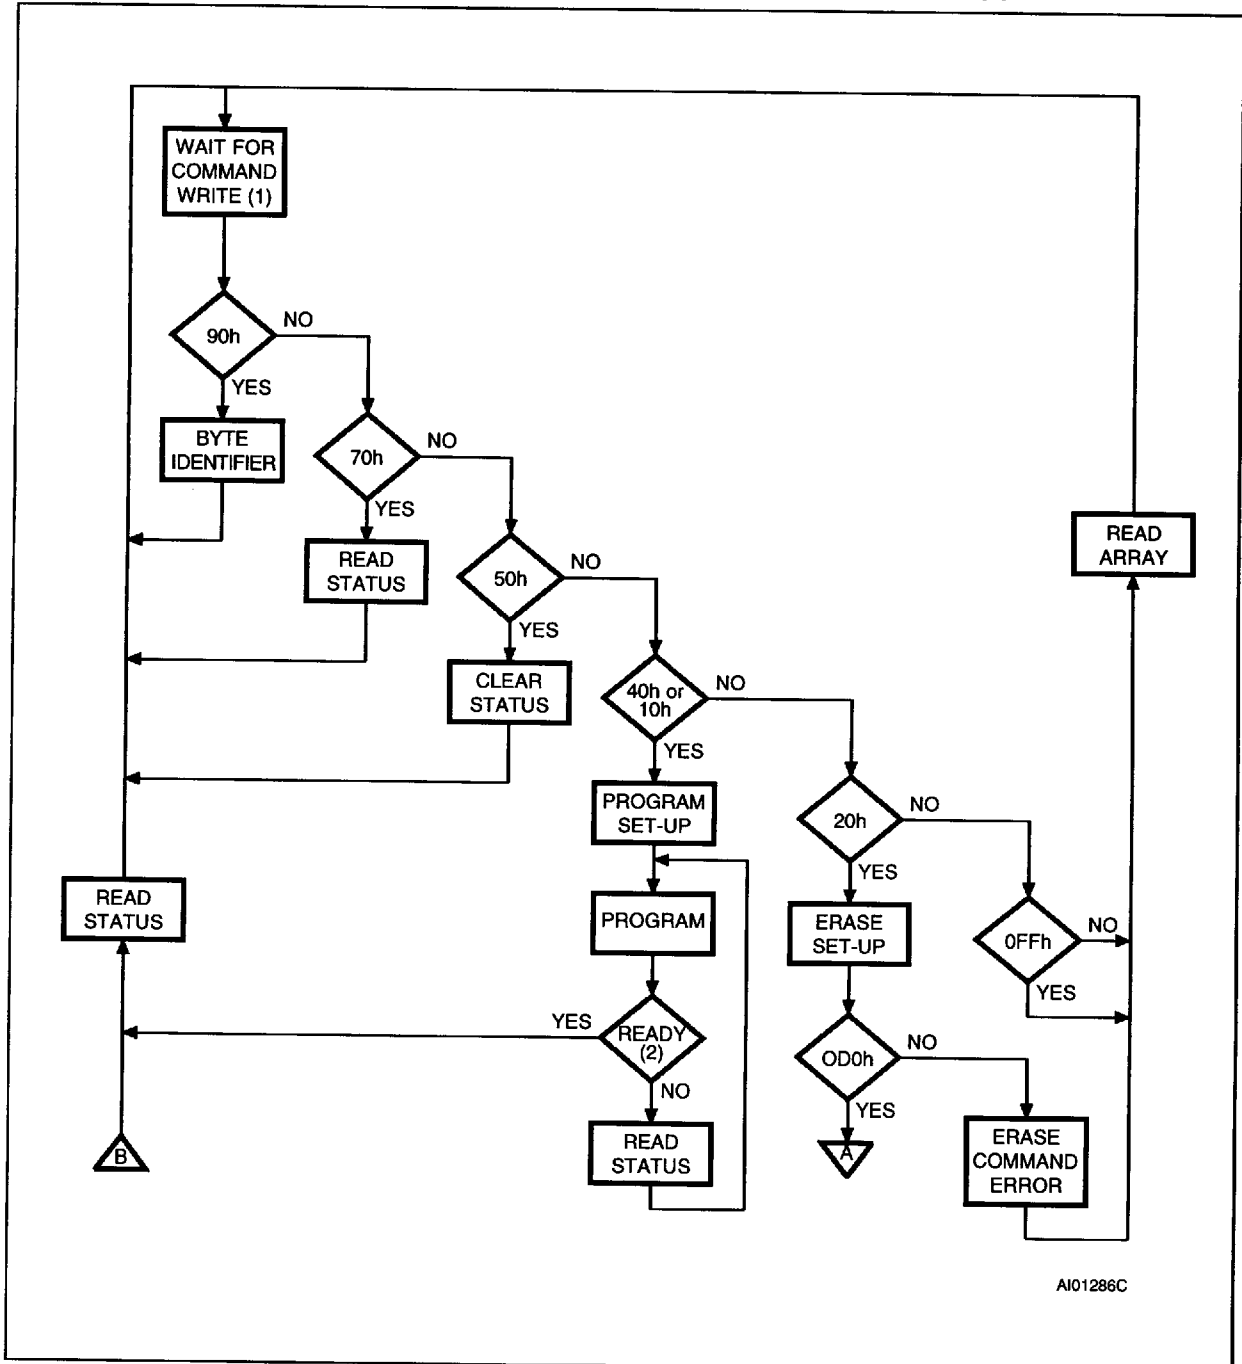 WAIT FOR
COMMAND
WRITE (1)
90h
NO
YES
BYTE
IDENTIFIER
70h
NO
YES
READ
STATUS
50h
NO
YES
CLEAR
STATUS
40h or
10h
NO
YES
PROGRAM
SET-UP
PROGRAM
READY
(2)
YES
NO
READ
STATUS
20h
NO
YES
ERASE
SET-UP
OD0h
NO
YES
A
ERASE
COMMAND
ERROR
0FFh
NO
YES
READ
ARRAY
READ
STATUS
B
AI01286C